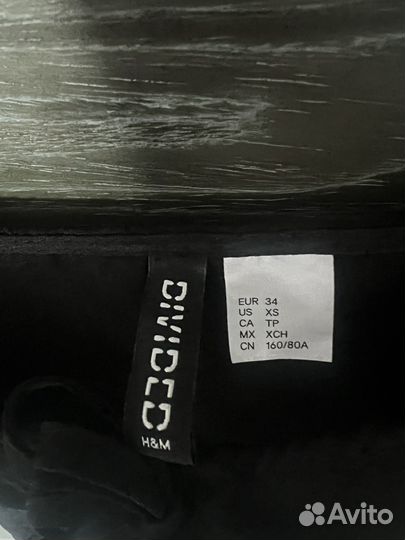 DIVIDED
H&M
EUR 34
US XS
CA TP
MX XCH
CN 160/80A
Avito